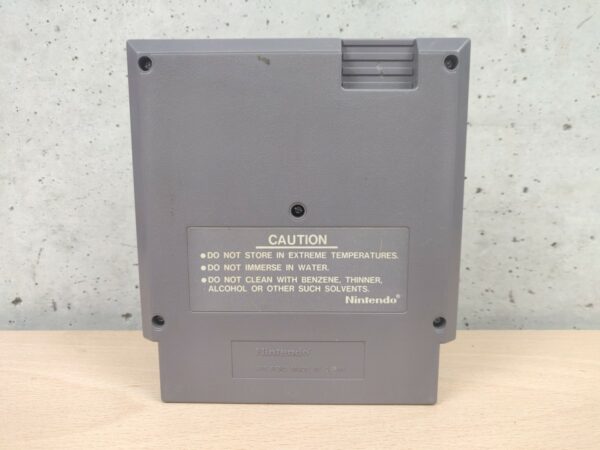 CAUTION
● DO NOT STORE IN EXTREME TEMPERATURES.
● DO NOT IMMERSE IN WATER.
● DO NOT CLEAN WITH BENZENE, THINNER,
ALCOHOL OR OTHER SUCH SOLVENTS.
Nintendo®
Nintendo